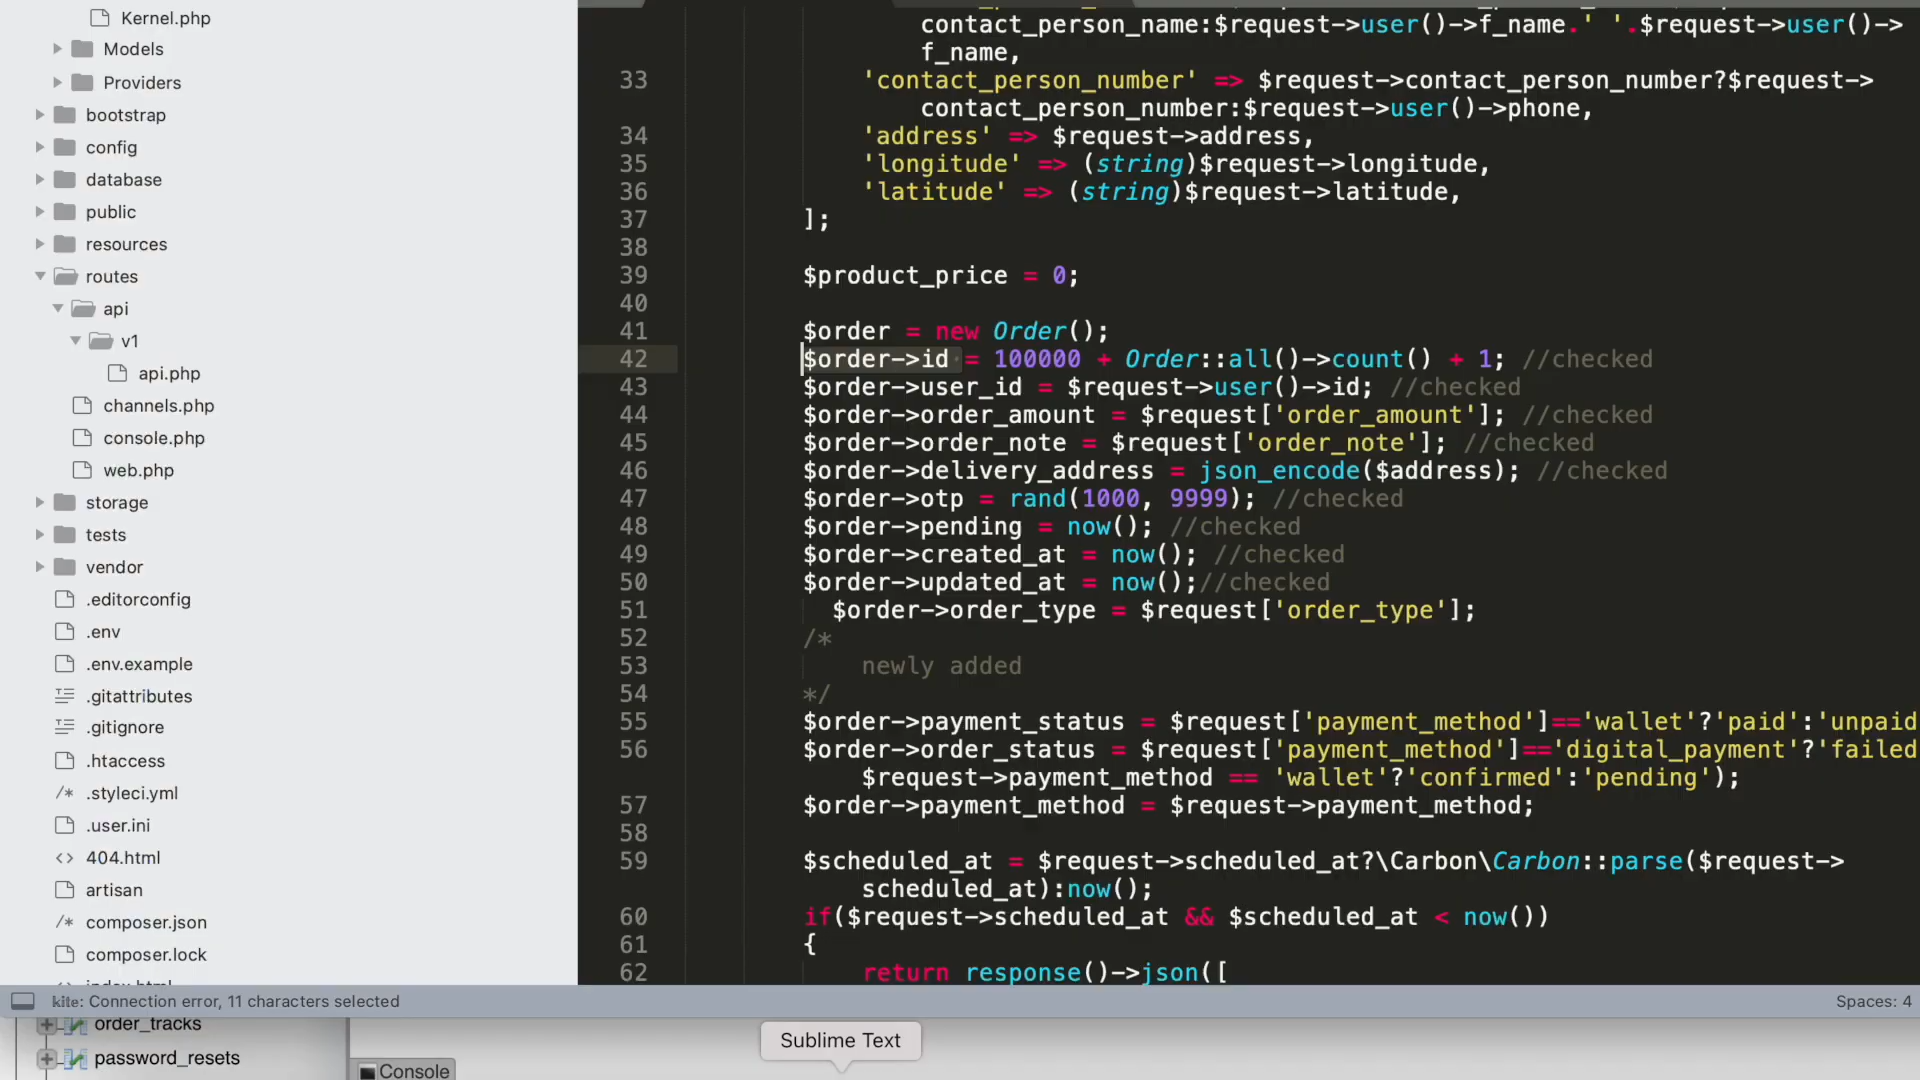 Kernel.php
Models
Providers
bootstrap
config
database
public
resources
routes
api
v1
api.php
channels.php
console.php
web.php
storage
tests
vendor
.editorconfig
.env
.env.example
.gitattributes
.gitignore
.htaccess
.styleci.yml
.user.ini
404.html
artisan
composer.json
composer.lock
contact_person_name:$request->user()->f_name.' '.$request->user()->
f_name,
33 'contact_person_number' => $request->contact_person_number?$request->
contact_person_number:$request->user()->phone,
34 'address' => $request->address,
35 'longitude' => (string)$request->longitude,
36 'latitude' => (string)$request->latitude,
37 ];
38
39 $product_price = 0;
40
41 $order = new Order();
42 $order->id = 100000 + Order::all()->count() + 1; //checked
43 $order->user_id = $request->user()->id; //checked
44 $order->order_amount = $request['order_amount']; //checked
45 $order->order_note = $request['order_note']; //checked
46 $order->delivery_address = json_encode($address); //checked
47 $order->otp = rand(1000, 9999); //checked
48 $order->pending = now(); //checked
49 $order->created_at = now(); //checked
50 $order->updated_at = now();//checked
51 $order->order_type = $request['order_type'];
52 /*
53 newly added
54 */
55 $order->payment_status = $request['payment_method']=='wallet'?'paid':'unpaid
56 $order->order_status = $request['payment_method']=='digital_payment'?'failed
$request->payment_method == 'wallet'?'confirmed':'pending');
57 $order->payment_method = $request->payment_method;
58
59 $scheduled_at = $request->scheduled_at?\Carbon\Carbon::parse($request->
scheduled_at):now();
60 if($request->scheduled_at && $scheduled_at < now())
61 {
62 return response()->json([
kite: Connection error, 11 characters selected
Spaces: 4
order_tracks
password_resets
Console
Sublime Text